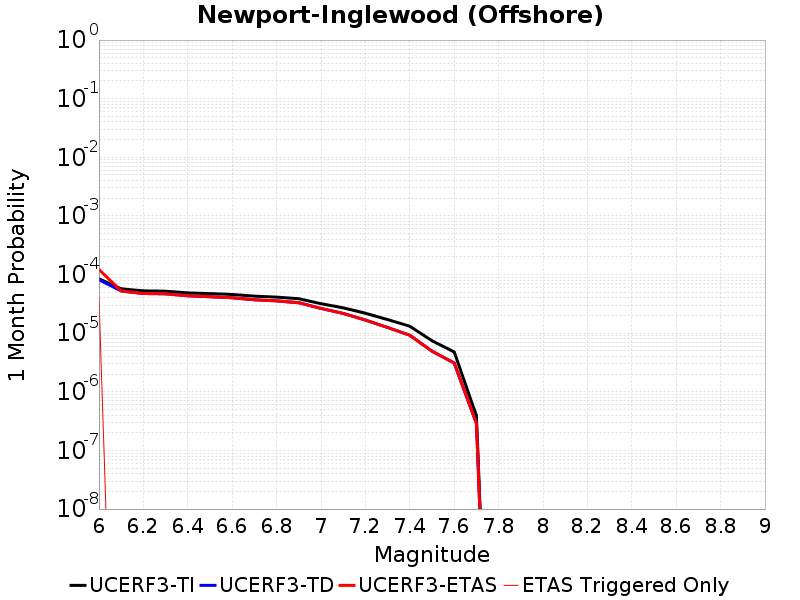 Newport-Inglewood (Offshore)
10^0
10^-1
10^-2
10^-3
10^-4
10^-5
10^-6
10^-7
10^-8
1 Month Probability
6 6.2 6.4 6.6 6.8 7 7.2 7.4 7.6 7.8 8 8.2 8.4 8.6 8.8 9
Magnitude
UCERF3-TI UCERF3-TD UCERF3-ETAS ETAS Triggered Only